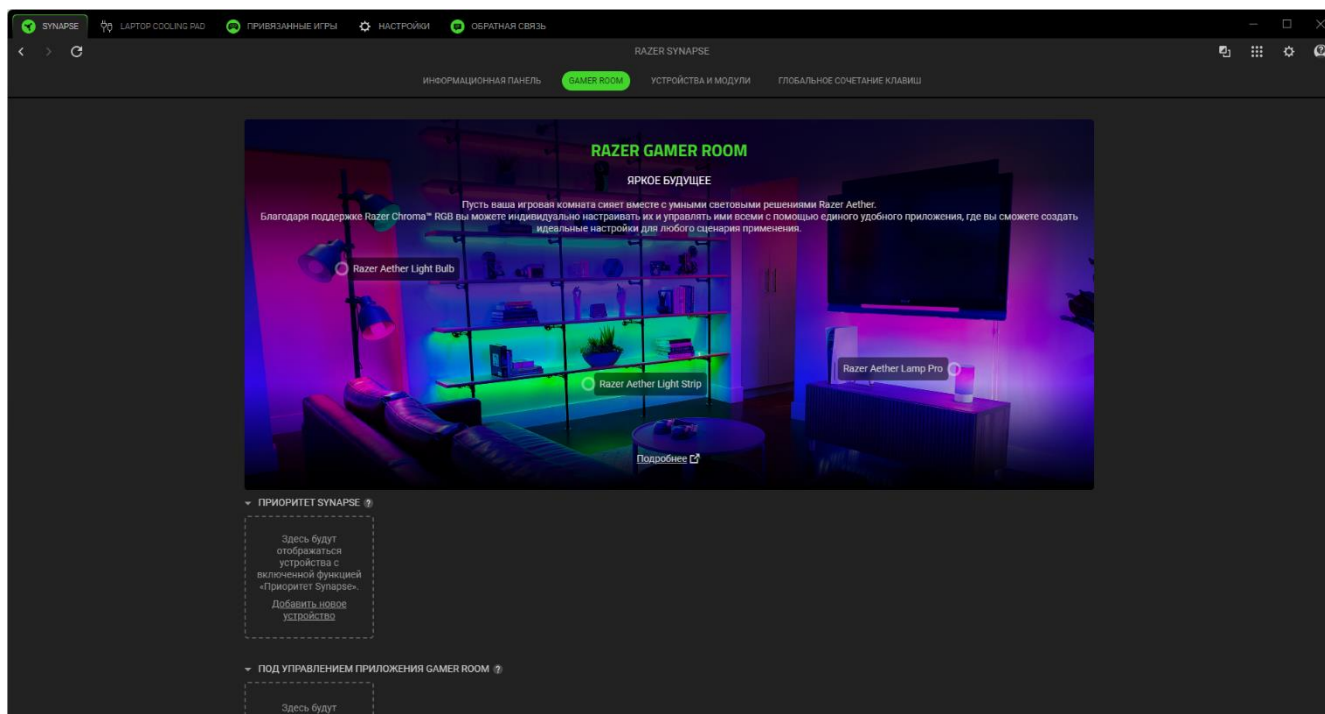 SYNAPSE
LAPTOP COOLING PAD
ПРИВЯЗАННЫЕ ИГРЫ
НАСТРОЙКИ
ОБРАТНАЯ СВЯЗЬ
RAZER SYNAPSE
ИНФОРМАЦИОННАЯ ПАНЕЛЬ
GAMER ROOM
УСТРОЙСТВА И МОДУЛИ
ГЛОБАЛЬНОЕ СОЧЕТАНИЕ КЛАВИШ
RAZER GAMER ROOM
ЯРКОЕ БУДУЩЕЕ
Пусть ваша игровая комната сияет вместе с умными световыми решениями Razer Aether.
Благодаря поддержке Razer Chroma™ RGB вы можете индивидуально настраивать их и управлять ими всеми с помощью единого удобного приложения, где вы сможете создать
идеальные настройки для любого сценария применения.
Razer Aether Light Bulb
Razer Aether Lamp Pro
Razer Aether Light Strip
Подробнее
ПРИОРИТЕТ SYNAPSE ?
Здесь будут
отображаться
устройства с
включенной функцией
«Приоритет Synapse».
Добавить новое
устройство
ПОД УПРАВЛЕНИЕМ ПРИЛОЖЕНИЯ GAMER ROOM ?
Здесь будут